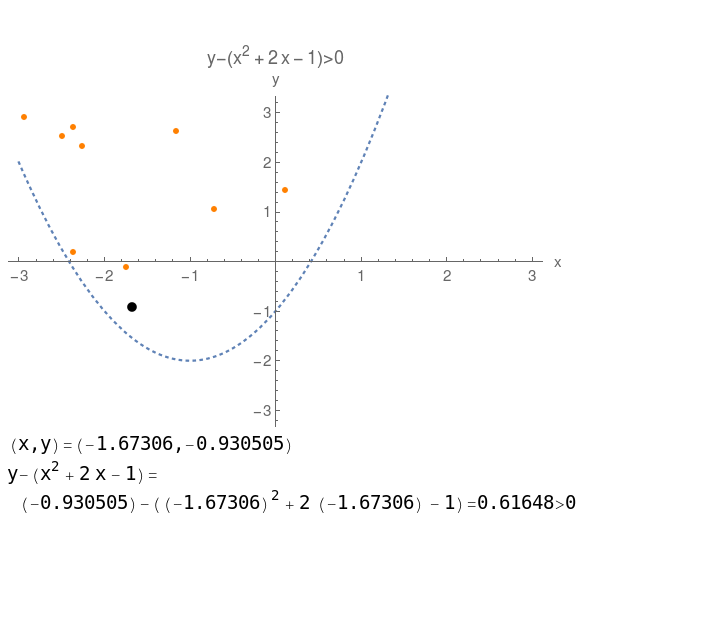 y−(x² + 2 x − 1)>0
y
3
2
1
−3 −2 −1 1 2 3 x
−1
−2
−3
(x,y) = (−1.67306,−0.930505)
y− (x² + 2 x − 1) =
(−0.930505) − ( (−1.67306)² + 2 (−1.67306) − 1) =0.61648>0